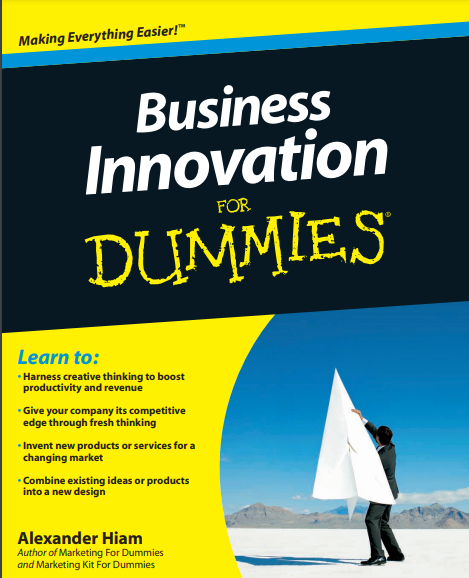 Making Everything Easier!™
Business
Innovation
FOR
DUMMIES®
Learn to:
• Harness creative thinking to boost
productivity and revenue
• Give your company its competitive
edge through fresh thinking
• Invent new products or services for a
changing market
• Combine existing ideas or products
into a new design
Alexander Hiam
Author of Marketing For Dummies
and Marketing Kit For Dummies